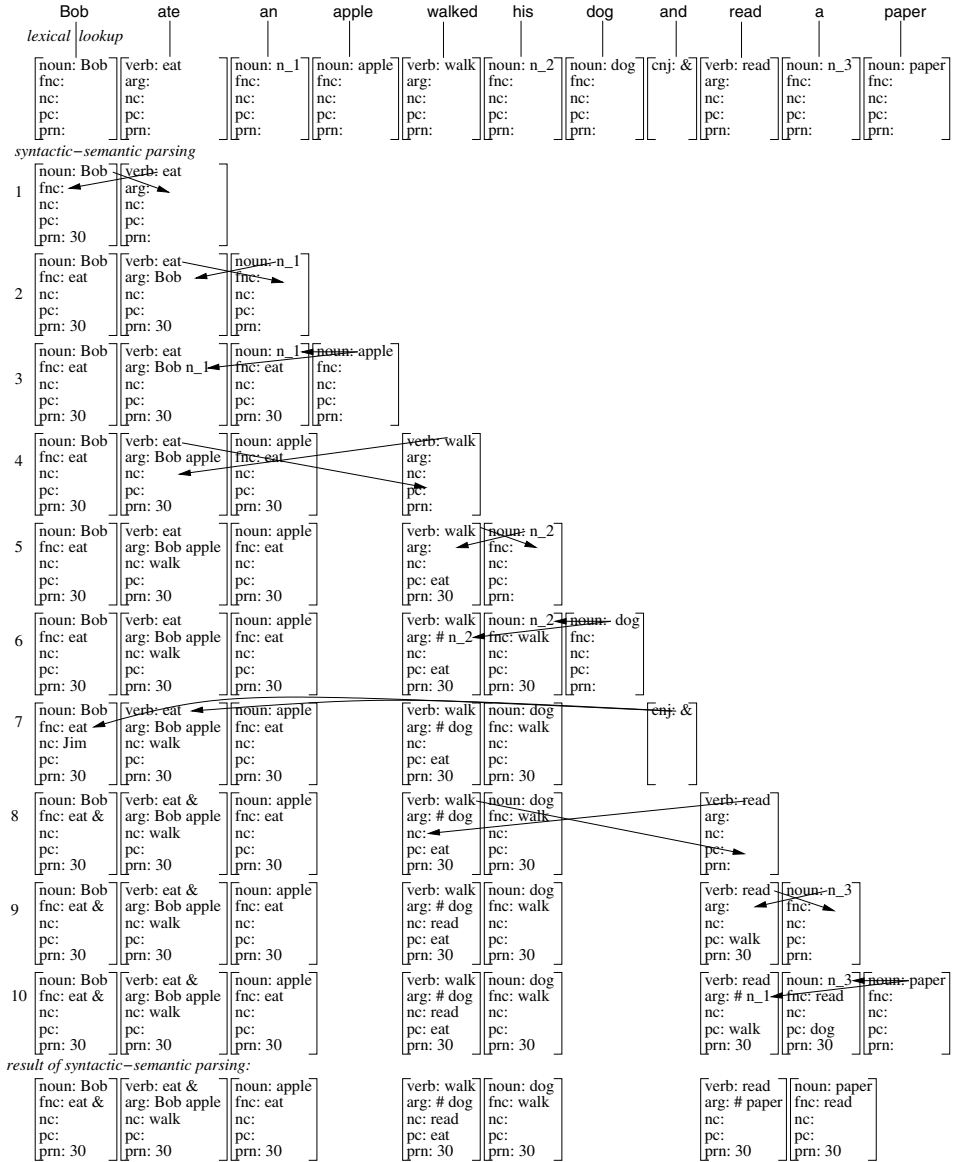 Bob ate an apple walked his dog and read a paper
lexical lookup
noun: Bob verb: eat noun: n_1 noun: apple verb: walk noun: n_2 noun: dog cnj: & verb: read noun: n_3 noun: paper
fnc: arg: fnc: fnc: arg: fnc: fnc: arg: fnc: fnc:
nc: nc: nc: nc: nc: nc: nc: nc: nc: nc:
pc: pc: pc: pc: pc: pc: pc: pc: pc: pc:
prn: prn: prn: prn: prn: prn: prn: prn: prn: prn:
syntactic−semantic parsing
noun: Bob verb: eat
1 fnc: arg:
nc: nc:
pc: pc:
prn: 30 prn:
noun: Bob verb: eat noun: n_1
fnc: eat arg: Bob fnc:
2 nc: nc: nc:
pc: pc: pc:
prn: 30 prn: 30 prn:
noun: Bob verb: eat noun: n_1 noun: apple
fnc: eat arg: Bob n_1 fnc: eat fnc:
3 nc: nc: nc: nc:
pc: pc: pc: pc:
prn: 30 prn: 30 prn: 30 prn:
noun: Bob verb: eat noun: apple verb: walk
4 fnc: eat arg: Bob apple fnc: eat arg:
nc: nc: nc: nc:
pc: pc: pc: pc:
prn: 30 prn: 30 prn: 30 prn:
noun: Bob verb: eat noun: apple verb: walk noun: n_2
5 fnc: eat arg: Bob apple fnc: eat arg: fnc:
nc: nc: walk nc: nc: nc:
pc: pc: pc: pc: eat pc:
prn: 30 prn: 30 prn: 30 prn: 30 prn:
noun: Bob verb: eat noun: apple verb: walk noun: n_2 noun: dog
6 fnc: eat arg: Bob apple fnc: eat arg: # n_2 fnc: walk fnc:
nc: nc: walk nc: nc: nc: nc:
pc: pc: pc: pc: eat pc: pc:
prn: 30 prn: 30 prn: 30 prn: 30 prn: 30 prn:
noun: Bob verb: eat noun: apple verb: walk noun: dog cnj: &
7 fnc: eat arg: Bob apple fnc: eat arg: # dog fnc: walk
nc: Jim nc: walk nc: nc: nc:
pc: pc: pc: pc: eat pc:
prn: 30 prn: 30 prn: 30 prn: 30 prn: 30
noun: Bob verb: eat & noun: apple verb: walk noun: dog verb: read
8 fnc: eat & arg: Bob apple fnc: eat arg: # dog fnc: walk arg:
nc: nc: walk nc: nc: nc: nc:
pc: pc: pc: pc: eat pc: pc:
prn: 30 prn: 30 prn: 30 prn: 30 prn: 30 prn:
noun: Bob verb: eat & noun: apple verb: walk noun: dog verb: read noun: n_3
9 fnc: eat & arg: Bob apple fnc: eat arg: # dog fnc: walk arg: fnc:
nc: nc: walk nc: nc: read nc: nc: nc:
pc: pc: pc: pc: eat pc: pc: walk pc:
prn: 30 prn: 30 prn: 30 prn: 30 prn: 30 prn: 30 prn:
noun: Bob verb: eat & noun: apple verb: walk noun: dog verb: read noun: n_3 noun: paper
10 fnc: eat & arg: Bob apple fnc: eat arg: # dog fnc: walk arg: # n_1 fnc: read fnc:
nc: nc: walk nc: nc: read nc: nc: nc: nc:
pc: pc: pc: pc: eat pc: pc: walk pc: dog pc:
prn: 30 prn: 30 prn: 30 prn: 30 prn: 30 prn: 30 prn: 30 prn:
result of syntactic−semantic parsing:
noun: Bob verb: eat & noun: apple verb: walk noun: dog verb: read noun: paper
fnc: eat & arg: Bob apple fnc: eat arg: # dog fnc: walk arg: # paper fnc: read
nc: nc: walk nc: nc: read nc: nc: nc:
pc: pc: pc: pc: eat pc: pc: pc:
prn: 30 prn: 30 prn: 30 prn: 30 prn: 30 prn: 30 prn: 30